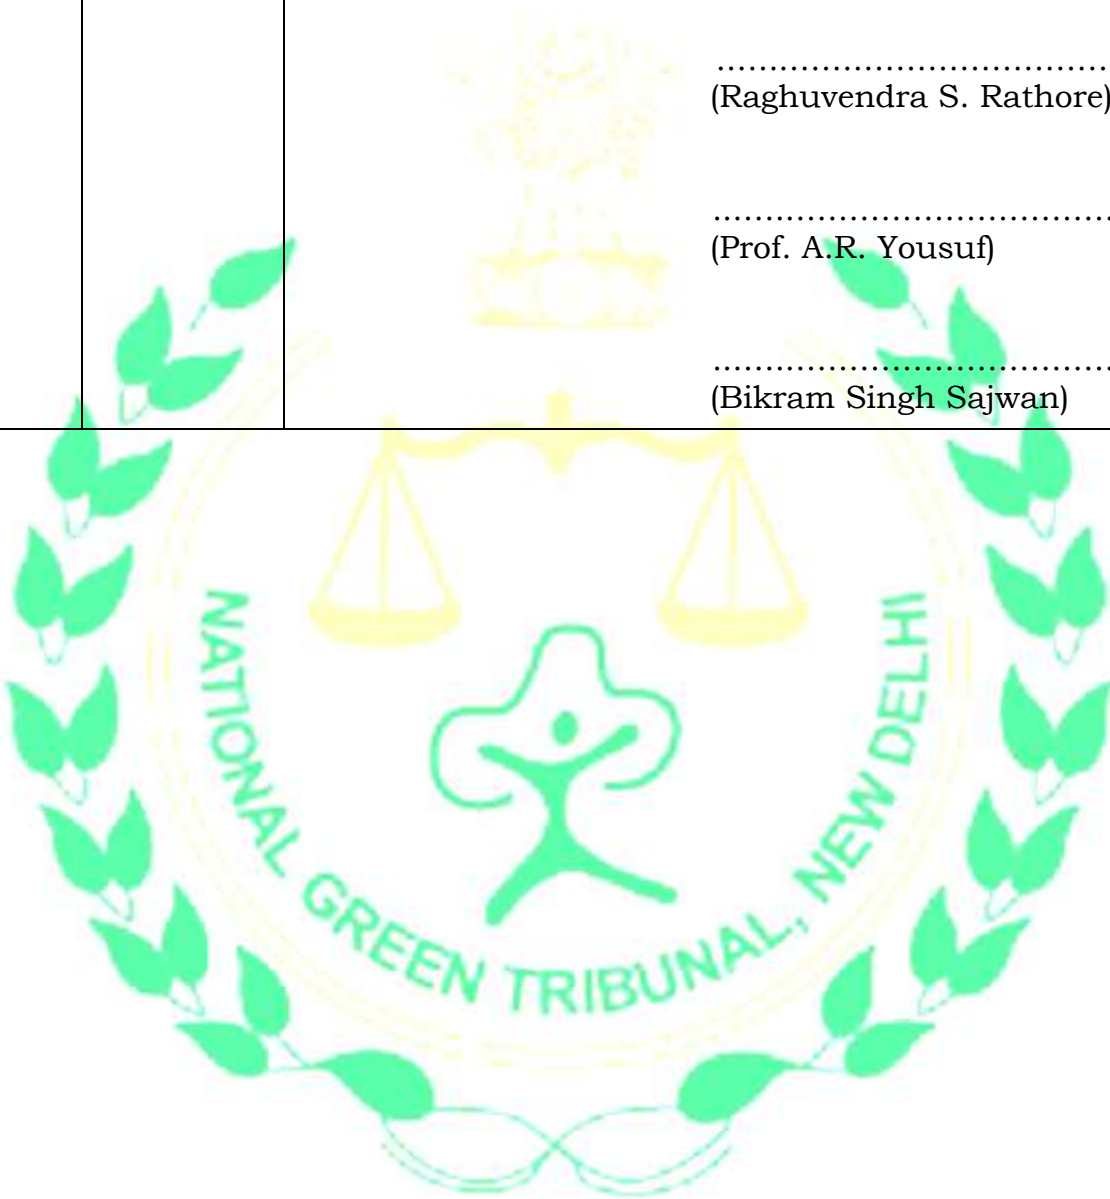 .....................................
(Raghuvendra S. Rathore)
......................................
(Prof. A.R. Yousuf)
......................................
(Bikram Singh Sajwan)
NATIONAL GREEN TRIBUNAL, NEW DELHI